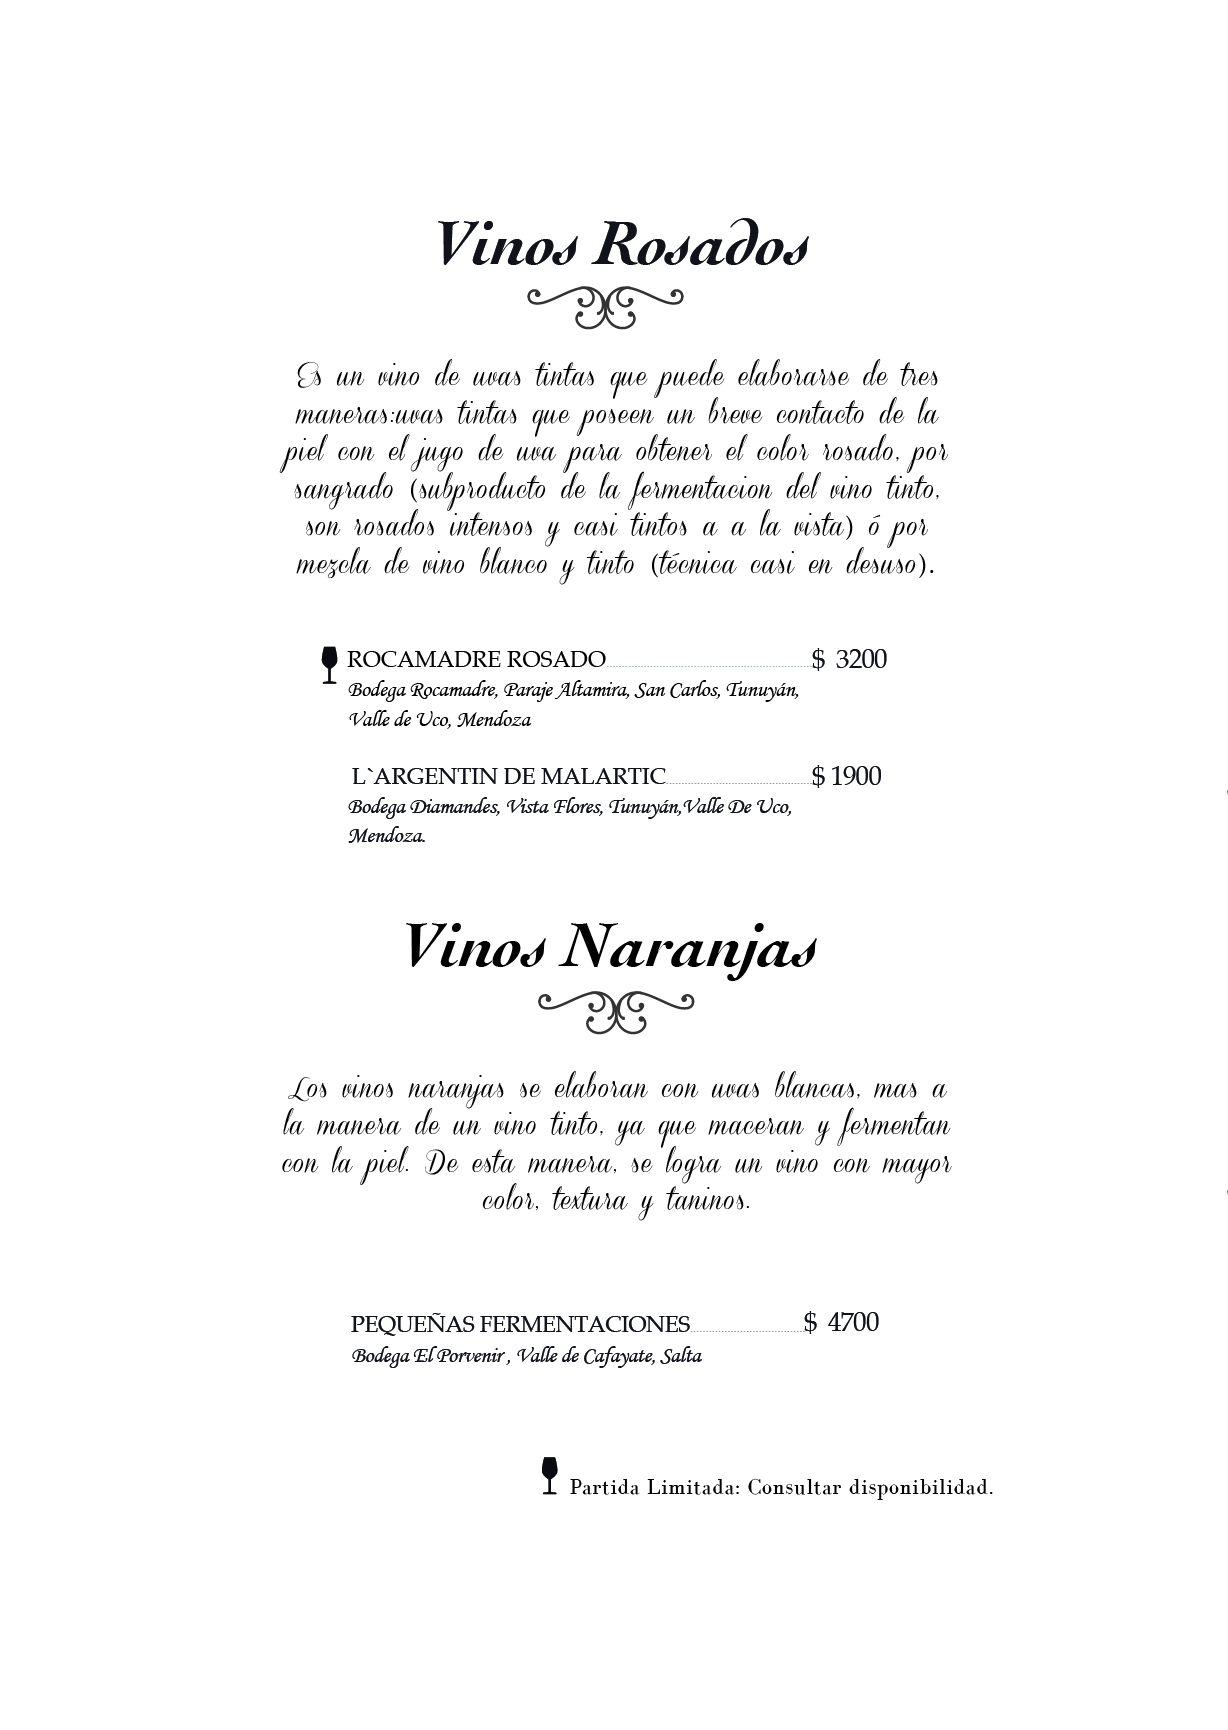 Vinos Rosados
Es un vino de uvas tintas que puede elaborarse de tres
maneras:uvas tintas que poseen un breve contacto de la
piel con el jugo de uva para obtener el color rosado, por
sangrado (subproducto de la fermentacion del vino tinto,
son rosados intensos y casi tintos a a la vista) ó por
mezcla de vino blanco y tinto (técnica casi en desuso).
ROCAMADRE ROSADO........................................$ 3200
Bodega Rocamadre, Paraje Altamira, San Carlos, Tunuyán,
Valle de Uco, Mendoza
L`ARGENTIN DE MALARTIC..............................$ 1900
Bodega Diamandes, Vista Flores, Tunuyán,Valle De Uco,
Mendoza.
Vinos Naranjas
Los vinos naranjas se elaboran con uvas blancas, mas a
la manera de un vino tinto, ya que maceran y fermentan
con la piel. De esta manera, se logra un vino con mayor
color, textura y taninos.
PEQUEÑAS FERMENTACIONES......................$ 4700
Bodega El Porvenir , Valle de Cafayate, Salta
Partida Limitada: Consultar disponibilidad.